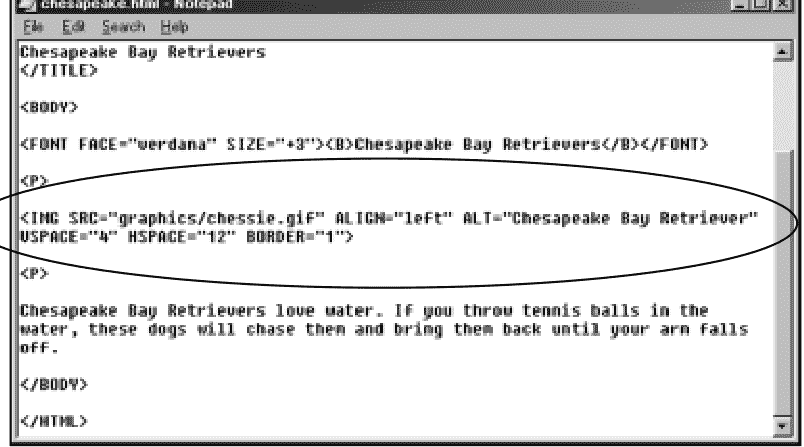 chesapeake.html - Notepad
File Edit Search Help
Chesapeake Bay Retrievers
</TITLE>
<BODY>
<FONT FACE="verdana" SIZE="+3"><B>Chesapeake Bay Retrievers</B></FONT>
<P>
<IMG SRC="graphics/chessie.gif" ALIGN="left" ALT="Chesapeake Bay Retriever"
VSPACE="4" HSPACE="12" BORDER="1">
<P>
Chesapeake Bay Retrievers love water. If you throw tennis balls in the
water, these dogs will chase them and bring them back until your arm falls
off.
</BODY>
</HTML>